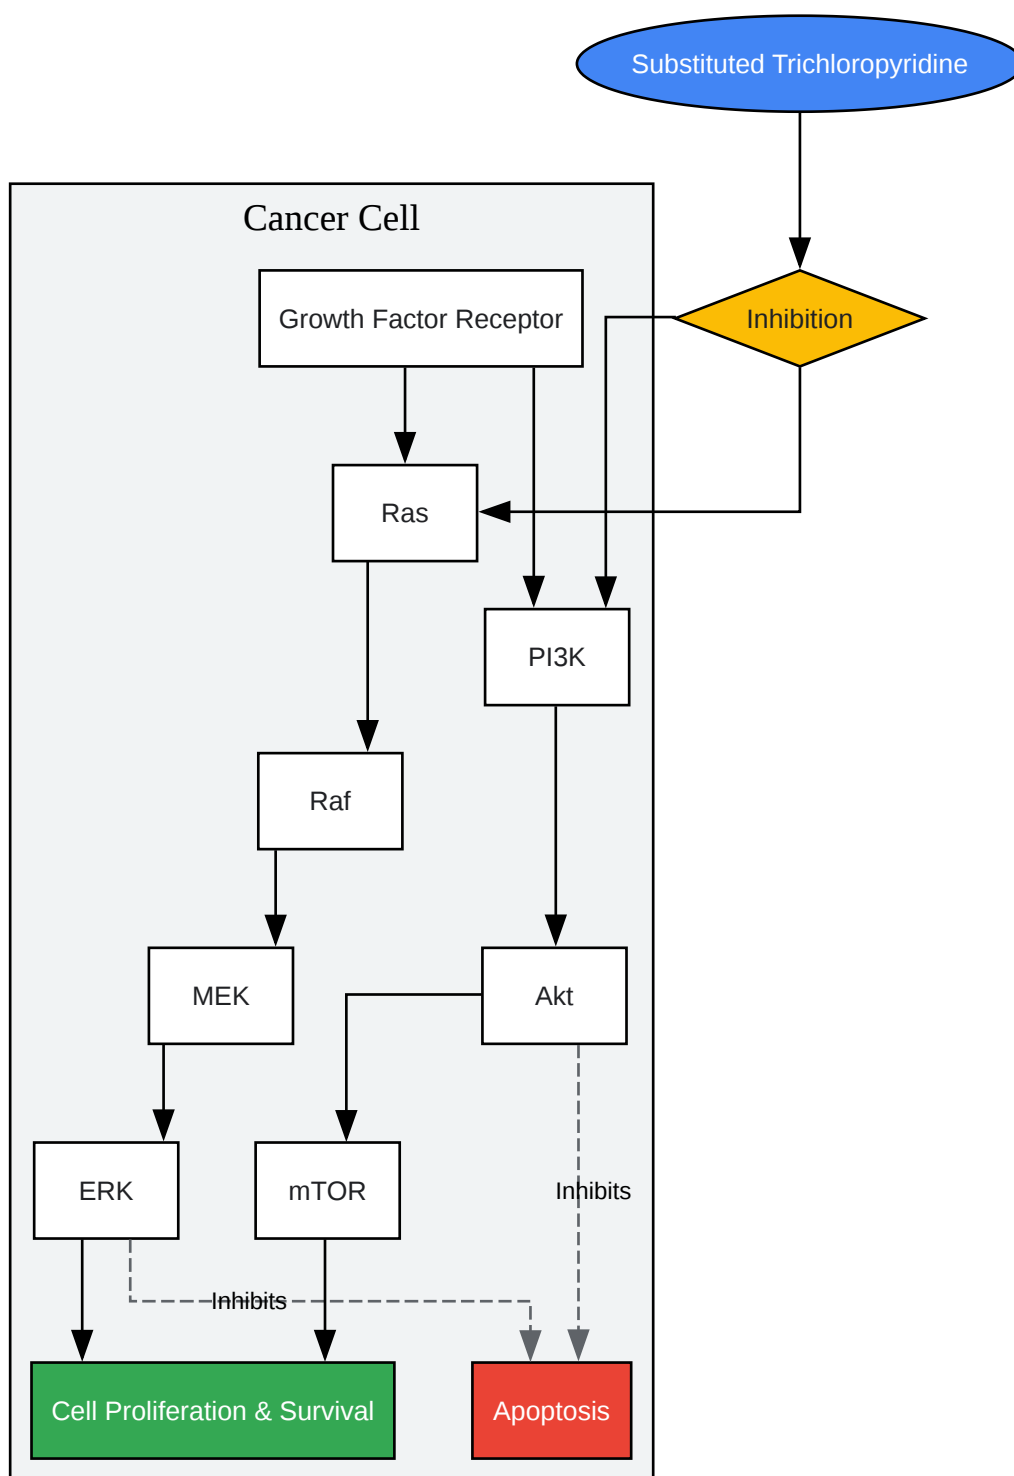 Substituted Trichloropyridine
Cancer Cell
Growth Factor Receptor
Inhibition
Ras
PI3K
Raf
MEK
Akt
ERK
mTOR
Inhibits
Inhibits
Cell Proliferation & Survival
Apoptosis